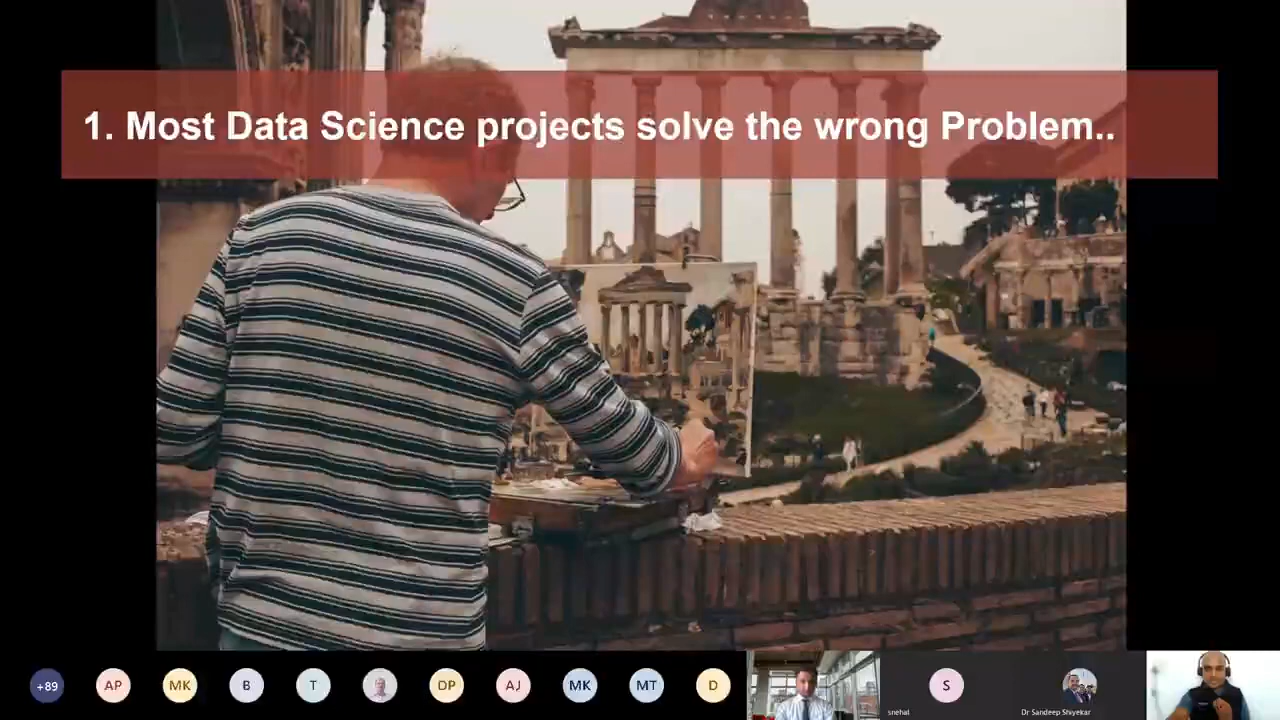 1. Most Data Science projects solve the wrong Problem..
+89
AP
MK
B
T
DP
AJ
MK
MT
D
S
snehal
Dr Sandeep Shiyekar